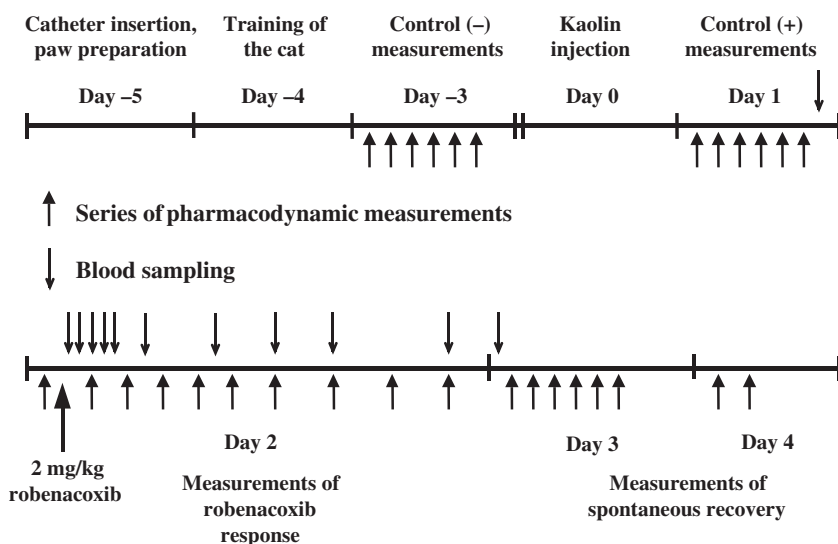 Catheter insertion,
paw preparation
Training of
the cat
Control (–)
measurements
Kaolin
injection
Control (+)
measurements
Day –5
Day –4
Day –3
Day 0
Day 1
Series of pharmacodynamic measurements
Blood sampling
2 mg/kg
robenacoxib
Day 2
Measurements of
robenacoxib
response
Day 3
Day 4
Measurements of
spontaneous recovery